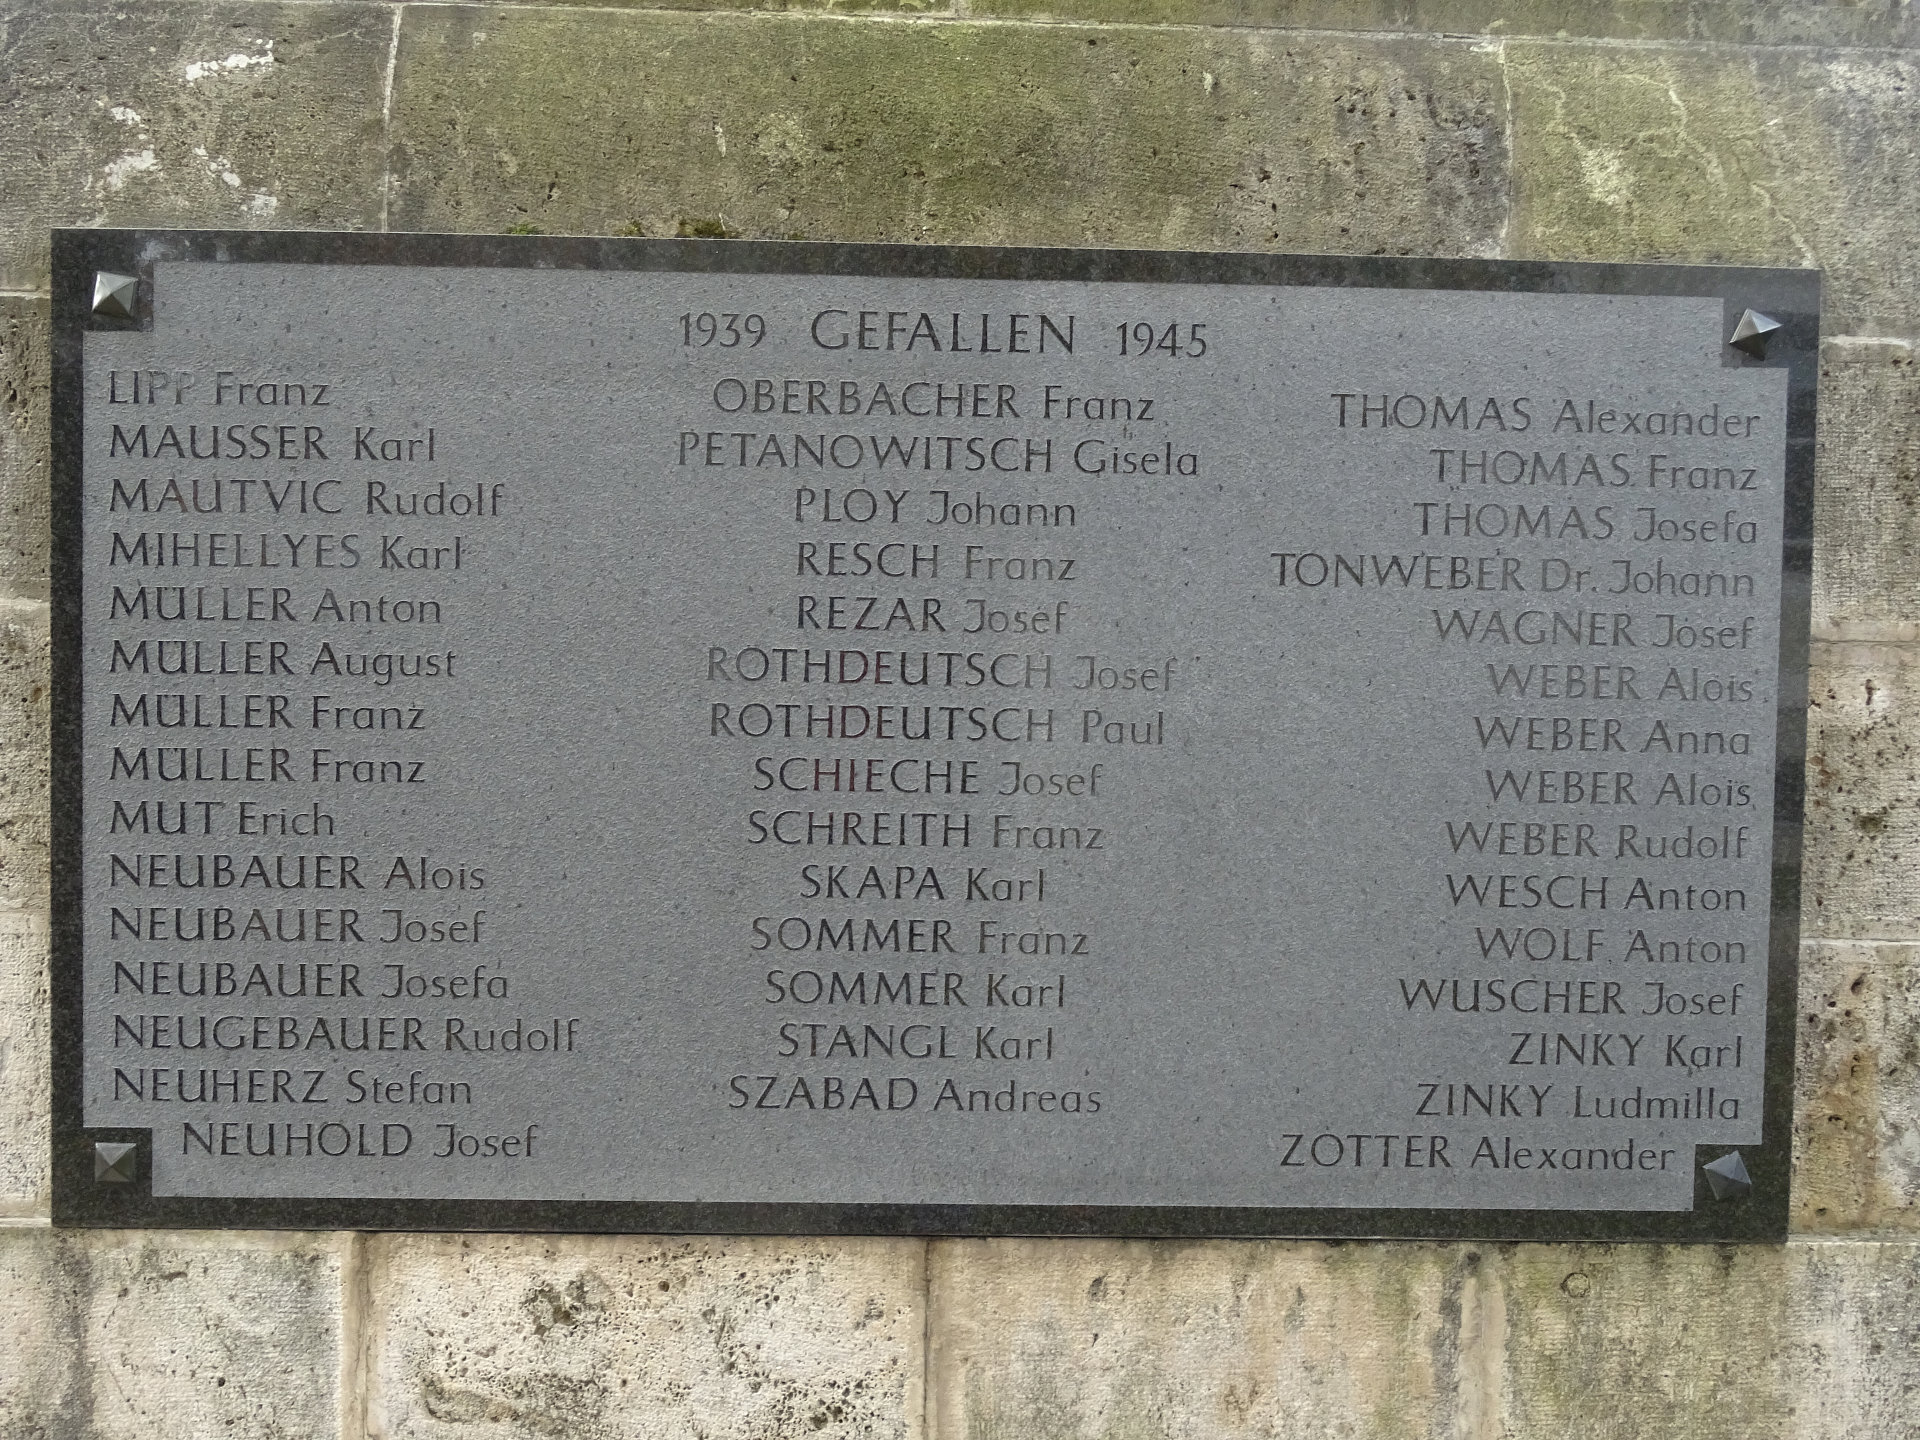 1939 GEFALLEN 1945
LIPP Franz
MAUSSER Karl
MAUTVIC Rudolf
MIHELLYES Karl
MÜLLER Anton
MÜLLER August
MÜLLER Franz
MÜLLER Franz
MUT Erich
NEUBAUER Alois
NEUBAUER Josef
NEUBAUER Josefa
NEUGEBAUER Rudolf
NEUHERZ Stefan
NEUHOLD Josef
OBERBACHER Franz
PETANOWITSCH Gisela
PLOY Johann
RESCH Franz
REZAR Josef
ROTHDEUTSCH Josef
ROTHDEUTSCH Paul
SCHIECHE Josef
SCHREITH Franz
SKAPA Karl
SOMMER Franz
SOMMER Karl
STANGL Karl
SZABAD Andreas
THOMAS Alexander
THOMAS Franz
THOMAS Josefa
TONWEBER Dr. Johann
WAGNER Josef
WEBER Alois
WEBER Anna
WEBER Alois
WEBER Rudolf
WESCH Anton
WOLF Anton
WUSCHER Josef
ZINKY Karl
ZINKY Ludmilla
ZOTTER Alexander